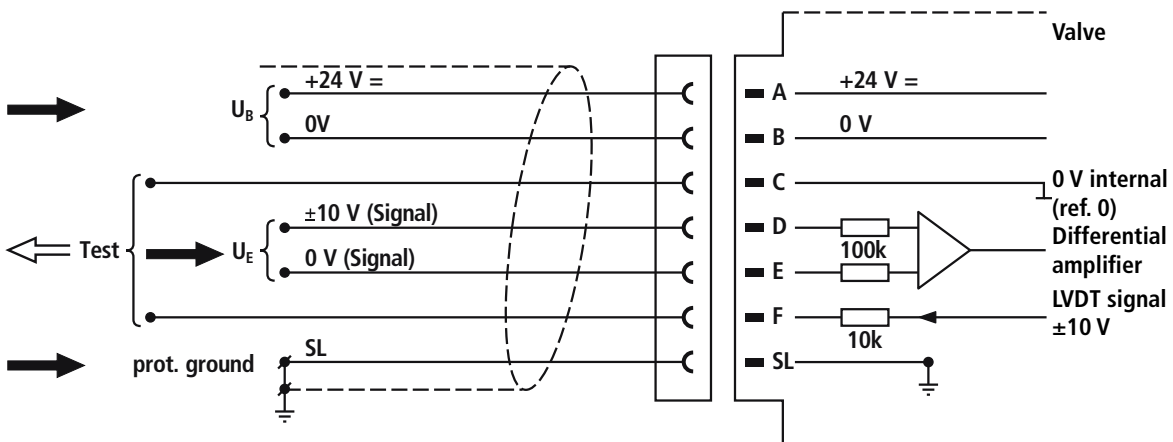 Valve
+24 V =
A
+24 V =
U_B
0V
B
0 V
C
0 V internal
(ref. 0)
±10 V (Signal)
D
Test
U_E
100k
Differential
amplifier
0 V (Signal)
E
LVDT signal
±10 V
F
10k
prot. ground
SL
SL